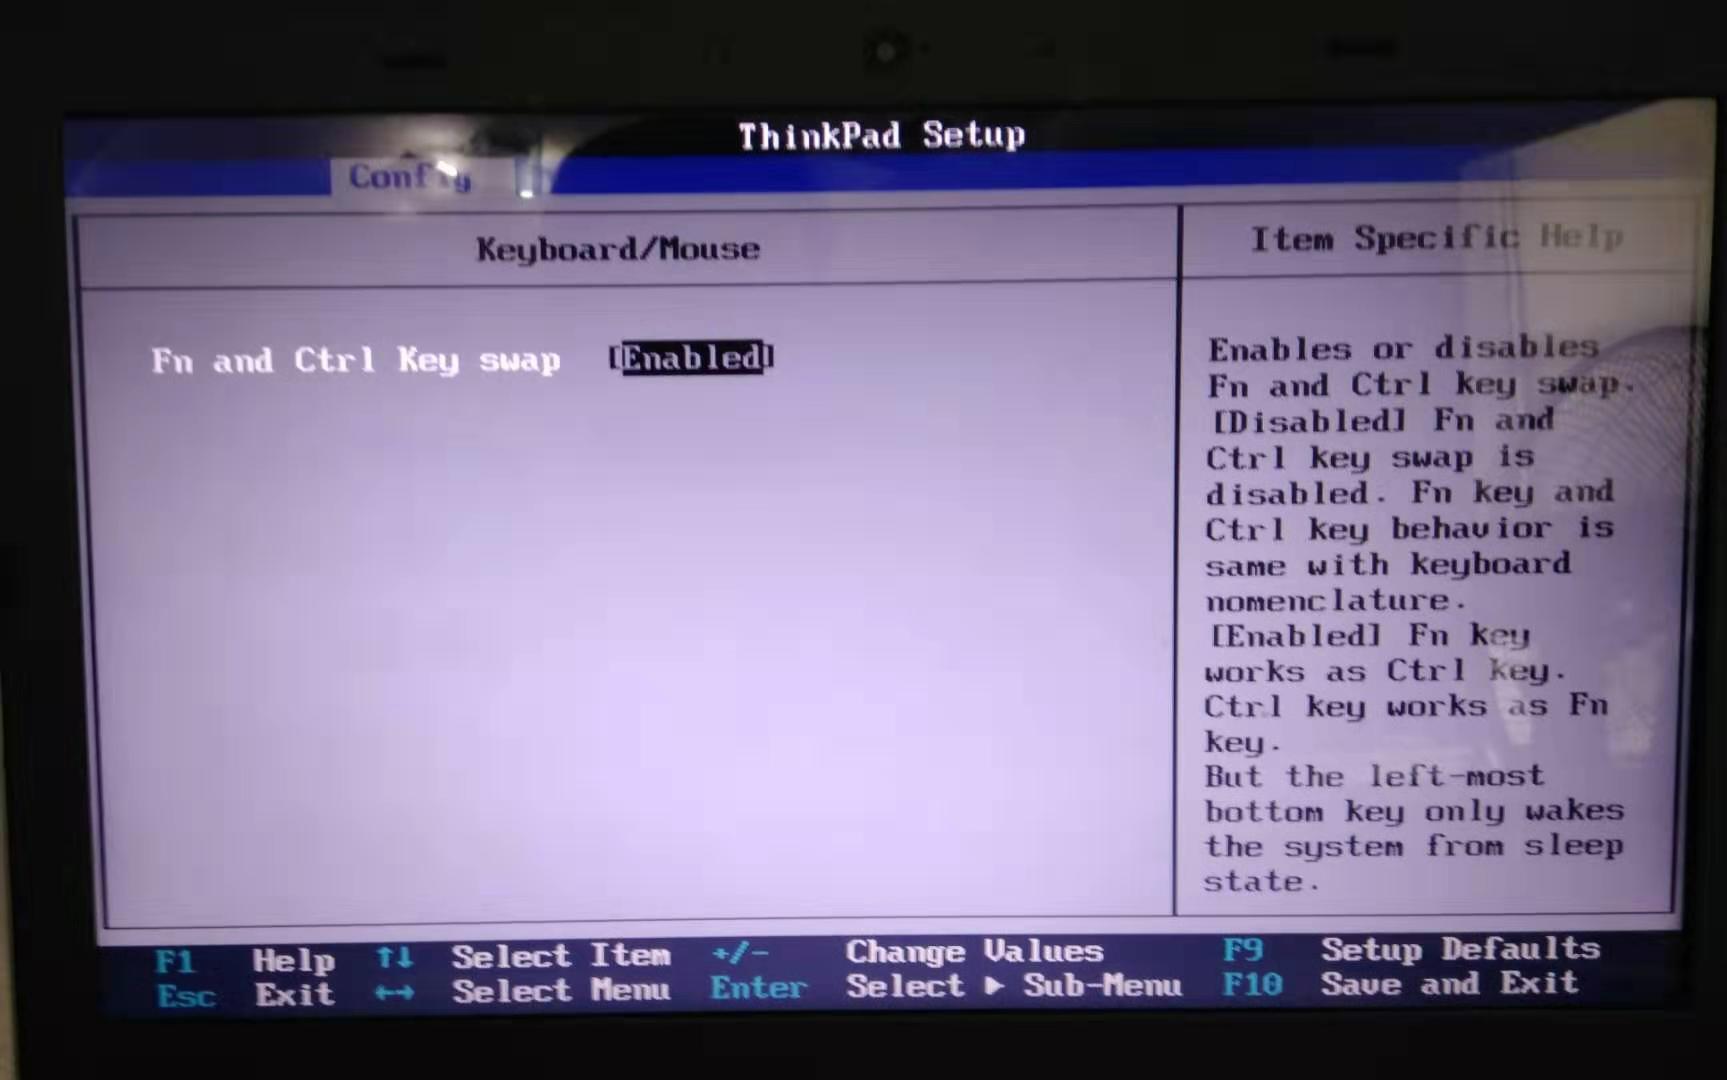 ThinkPad Setup
Config
Keyboard/Mouse
Item Specific Help
Fn and Ctrl Key swap [Enabled]
Enables or disables
Fn and Ctrl key swap.
[Disabled] Fn and
Ctrl key swap is
disabled. Fn key and
Ctrl key behavior is
same with keyboard
nomenclature.
[Enabled] Fn key
works as Ctrl key.
Ctrl key works as Fn
key.
But the left-most
bottom key only wakes
the system from sleep
state.
F1 Help ↑↓ Select Item +/- Change Values F9 Setup Defaults
Esc Exit ←→ Select Menu Enter Select ▶ Sub-Menu F10 Save and Exit